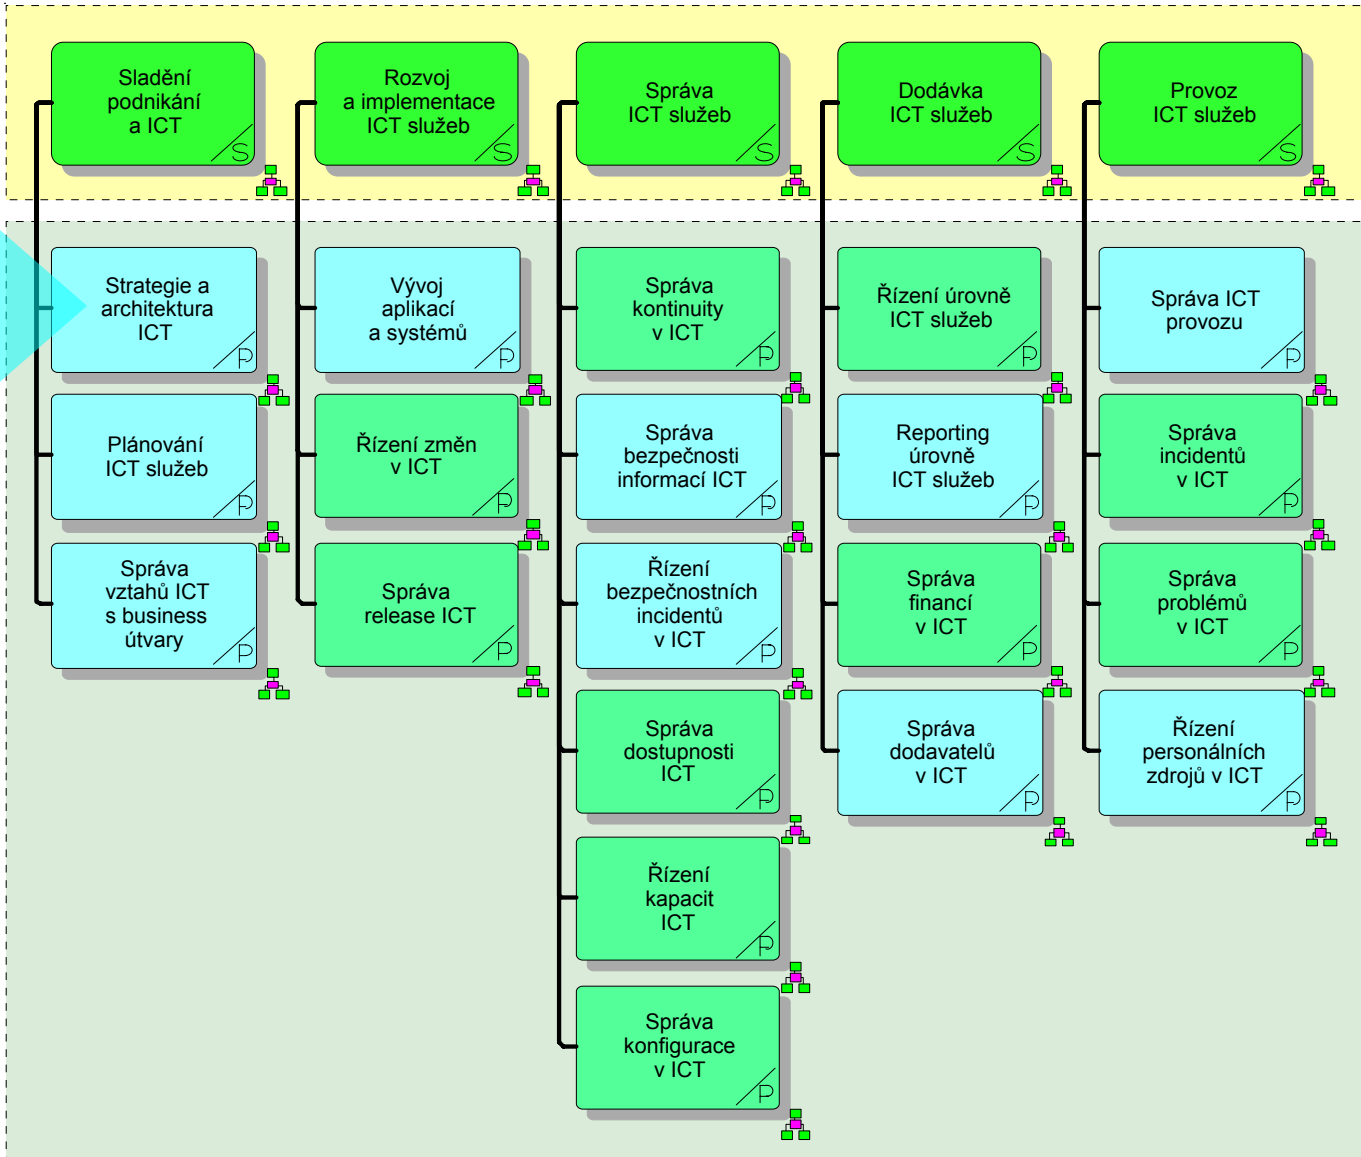 Sladění
podnikání
a ICT
S
Rozvoj
a implementace
ICT služeb
S
Správa
ICT služeb
S
Dodávka
ICT služeb
S
Provoz
ICT služeb
S
Strategie a
architektura
ICT
P
Vývoj
aplikací
a systémů
P
Správa
kontinuity
v ICT
P
Řízení úrovně
ICT služeb
P
Správa ICT
provozu
P
Plánování
ICT služeb
P
Řízení změn
v ICT
P
Správa
bezpečnosti
informací ICT
P
Reporting
úrovně
ICT služeb
P
Správa
incidentů
v ICT
P
Správa
vztahů ICT
s business
útvary
P
Správa
release ICT
P
Řízení
bezpečnostních
incidentů
v ICT
P
Správa
financí
v ICT
P
Správa
problémů
v ICT
P
Správa
dostupnosti
ICT
P
Správa
dodavatelů
v ICT
P
Řízení
personálních
zdrojů v ICT
P
Řízení
kapacit
ICT
P
Správa
konfigurace
v ICT
P